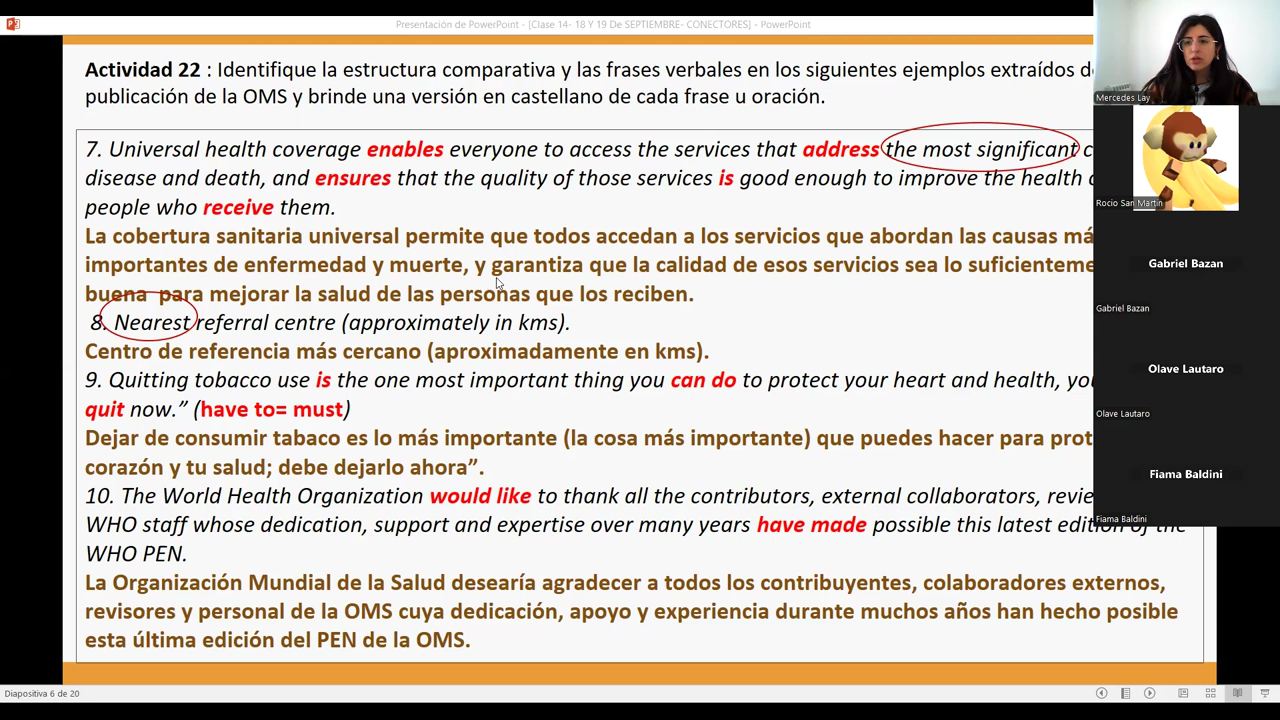 Presentación de PowerPoint - [Clase 14- 18 Y 19 DE SEPTIEMBRE- CONECTORES] - PowerPoint
Actividad 22 : Identifique la estructura comparativa y las frases verbales en los siguientes ejemplos extraídos
publicación de la OMS y brinde una versión en castellano de cada frase u oración.
7. Universal health coverage enables everyone to access the services that address the most significant
disease and death, and ensures that the quality of those services is good enough to improve the health
people who receive them.
La cobertura sanitaria universal permite que todos accedan a los servicios que abordan las causas
importantes de enfermedad y muerte, y garantiza que la calidad de esos servicios sea lo
buena para mejorar la salud de las personas que los reciben.
8. Nearest referral centre (approximately in kms).
Centro de referencia más cercano (aproximadamente en kms).
9. Quitting tobacco use is the one most important thing you can do to protect your heart and health,
quit now.” (have to= must)
Dejar de consumir tabaco es lo más importante (la cosa más importante) que puedes hacer para
corazón y tu salud; debe dejarlo ahora”.
10. The World Health Organization would like to thank all the contributors, external collaborators,
WHO staff whose dedication, support and expertise over many years have made possible this latest edition of the
WHO PEN.
La Organización Mundial de la Salud desearía agradecer a todos los contribuyentes, colaboradores externos,
revisores y personal de la OMS cuya dedicación, apoyo y experiencia durante muchos años han hecho posible
esta última edición del PEN de la OMS.
Diapositiva 6 de 20
Mercedes Lay
Rocio San Martin
Gabriel Bazan
Gabriel Bazan
Olave Lautaro
Olave Lautaro
Fiama Baldini
Fiama Baldini